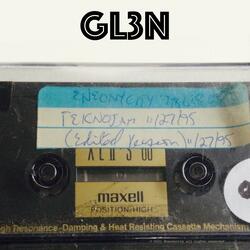 GL3N
TEKNOJAM 11/27/95
(Edited Version) 11/27/95
XLII-S 60
maxell
POSITION•HIGH
High Resonance-Damping & Heat Resisting Cassette Mechanism